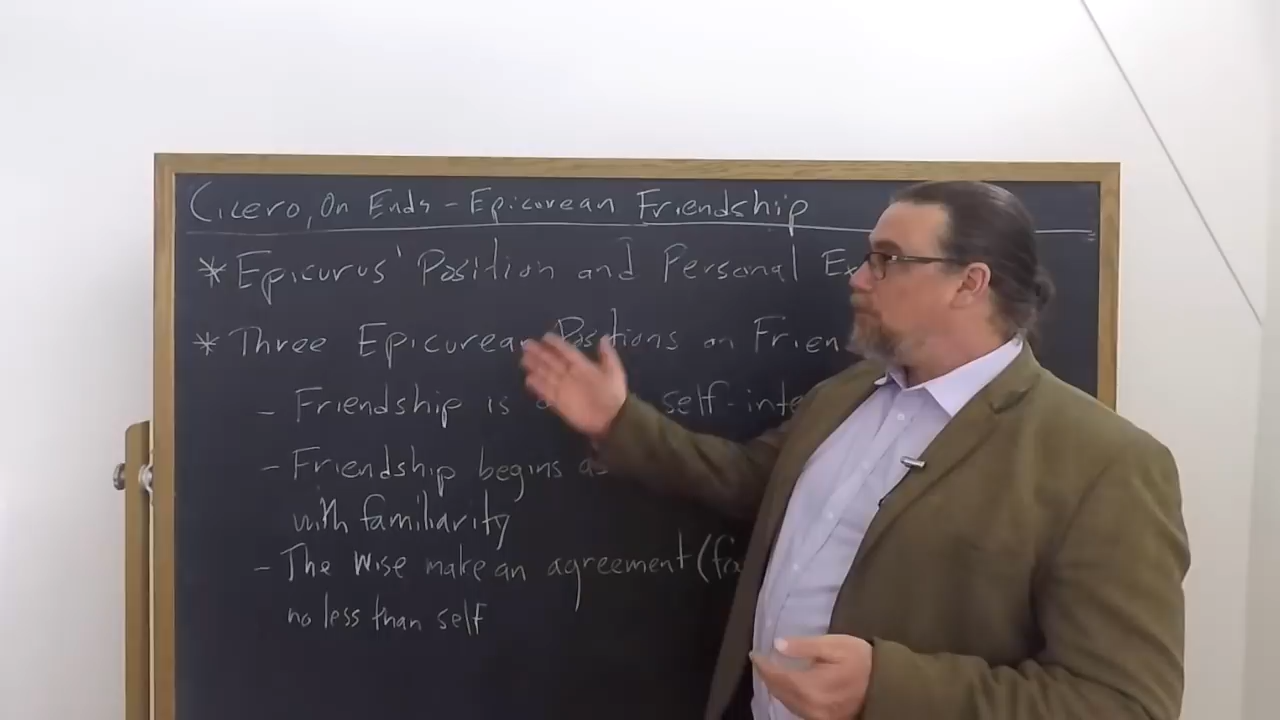 Cicero, On Ends - Epicurean Friendship
* Epicurus' Position and Personal Ex
* Three Epicurean Positions on Frien
- Friendship is self-inte
- Friendship begins as
with familiarity
- The wise make an agreement (
no less than self